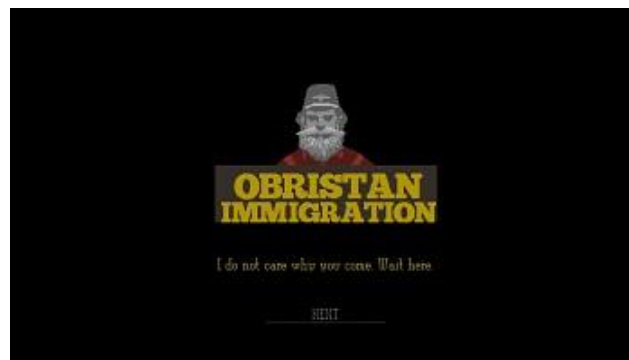 OBRISTAN
IMMIGRATION
I do not care why you come. Wait here.
NEXT